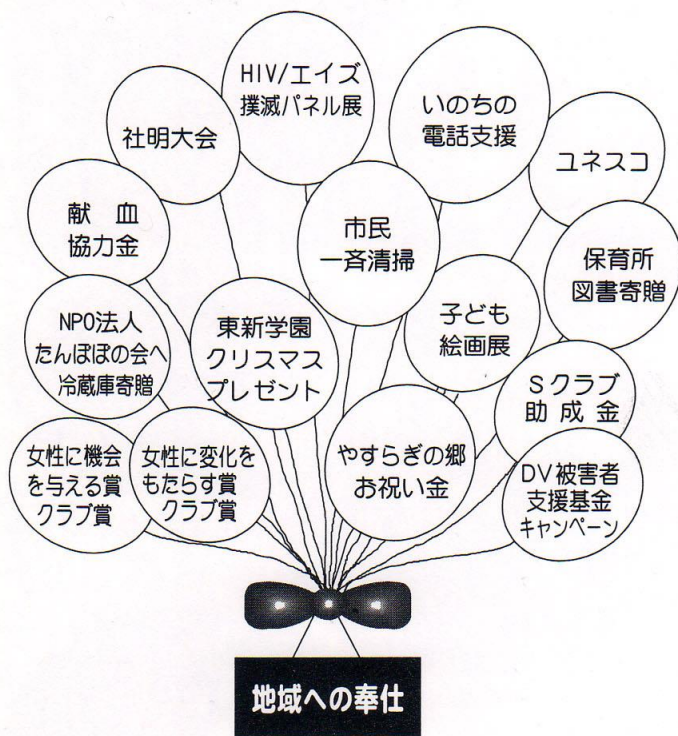 HIV/エイズ
撲滅パネル展
いのちの
電話支援
社明大会
ユネスコ
献 血
協力金
市民
一斉清掃
保育所
図書寄贈
NPO法人
たんぽぽの会へ
冷蔵庫寄贈
東新学園
クリスマス
プレゼント
子ども
絵画展
Sクラブ
助 成 金
女性に機会
を与える賞
クラブ賞
女性に変化を
もたらす賞
クラブ賞
やすらぎの郷
お祝い金
DV被害者
支援基金
キャンペーン
地域への奉仕